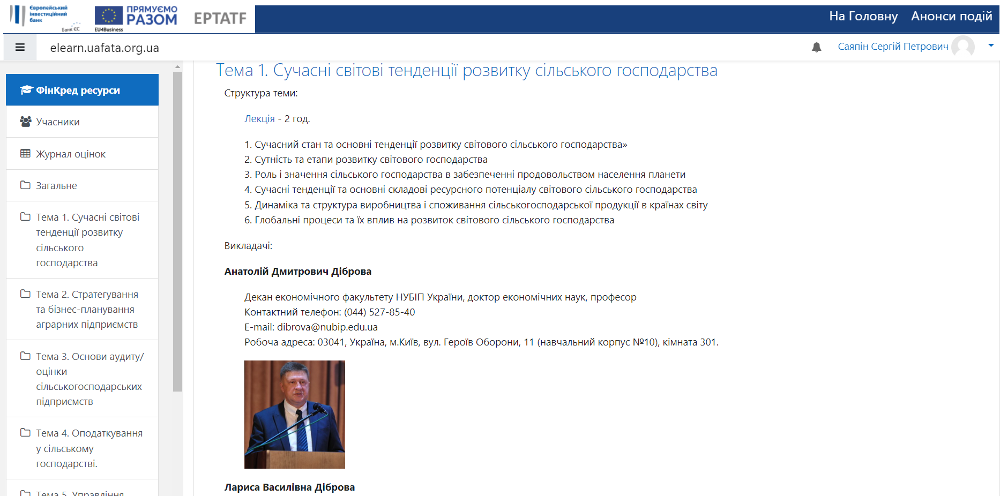 Європейський
інвестиційний
банк
Банк ЄС
EU4Business
ПРЯМУЄМО
РАЗОМ
EPTATF
На Головну
Анонси подій
elearn.uafata.org.ua
Саяпін Сергій Петрович
ФінКред ресурси
Учасники
Журнал оцінок
Загальне
Тема 1. Сучасні світові
тенденції розвитку
сільського
господарства
Тема 2. Стратегування
та бізнес-планування
аграрних підприємств
Тема 3. Основи аудиту/
оцінки
сільськогосподарських
підприємств
Тема 4. Оподаткування
у сільському
господарстві.
Тема 5. Управління
Тема 1. Сучасні світові тенденції розвитку сільського господарства
Структура теми:
Лекція - 2 год.
1. Сучасний стан та основні тенденції розвитку світового сільського господарства»
2. Сутність та етапи розвитку світового господарства
3. Роль і значення сільського господарства в забезпеченні продовольством населення планети
4. Сучасні тенденції та основні складові ресурсного потенціалу світового сільського господарства
5. Динаміка та структура виробництва і споживання сільськогосподарської продукції в країнах світу
6. Глобальні процеси та їх вплив на розвиток світового сільського господарства
Викладачі:
Анатолій Дмитрович Діброва
Декан економічного факультету НУБІП України, доктор економічних наук, професор
Контактний телефон: (044) 527-85-40
E-mail: dibrova@nubip.edu.ua
Робоча адреса: 03041, Україна, м.Київ, вул. Героїв Оборони, 11 (навчальний корпус №10), кімната 301.
Лариса Василівна Діброва